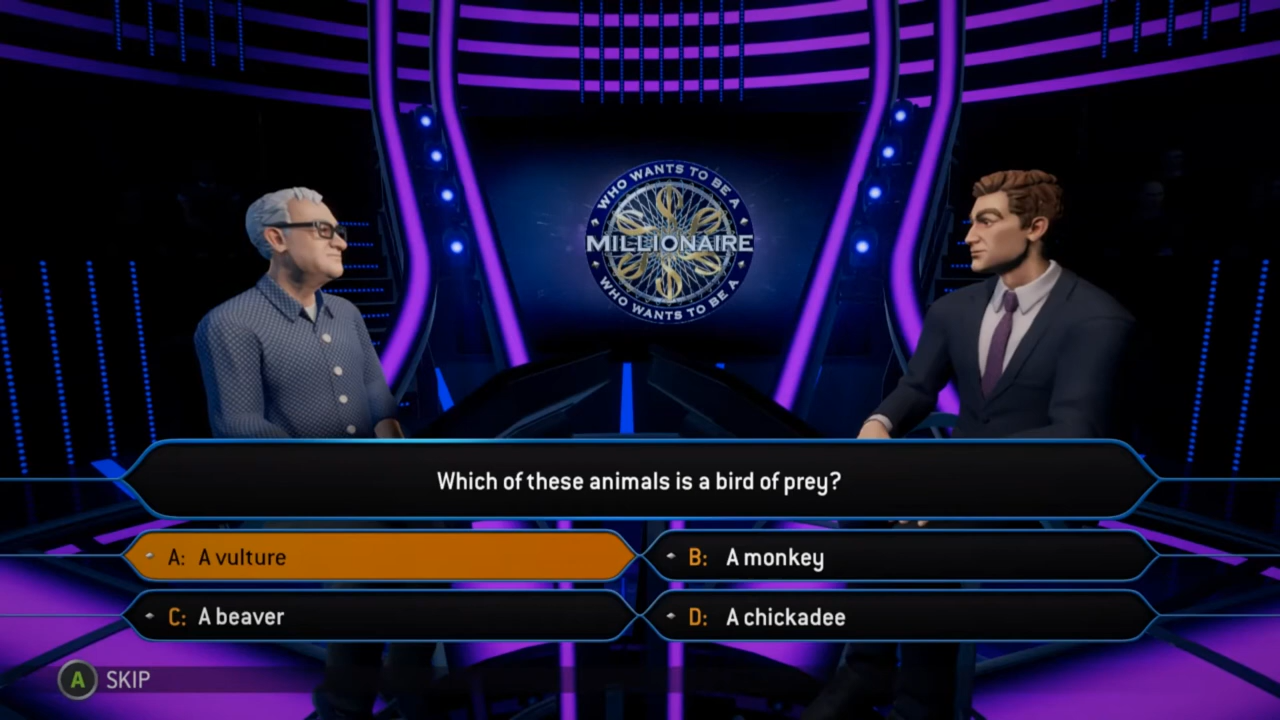 WHO WANTS TO BE A
MILLIONAIRE
WHO WANTS TO BE A
Which of these animals is a bird of prey?
A: A vulture
B: A monkey
C: A beaver
D: A chickadee
A SKIP